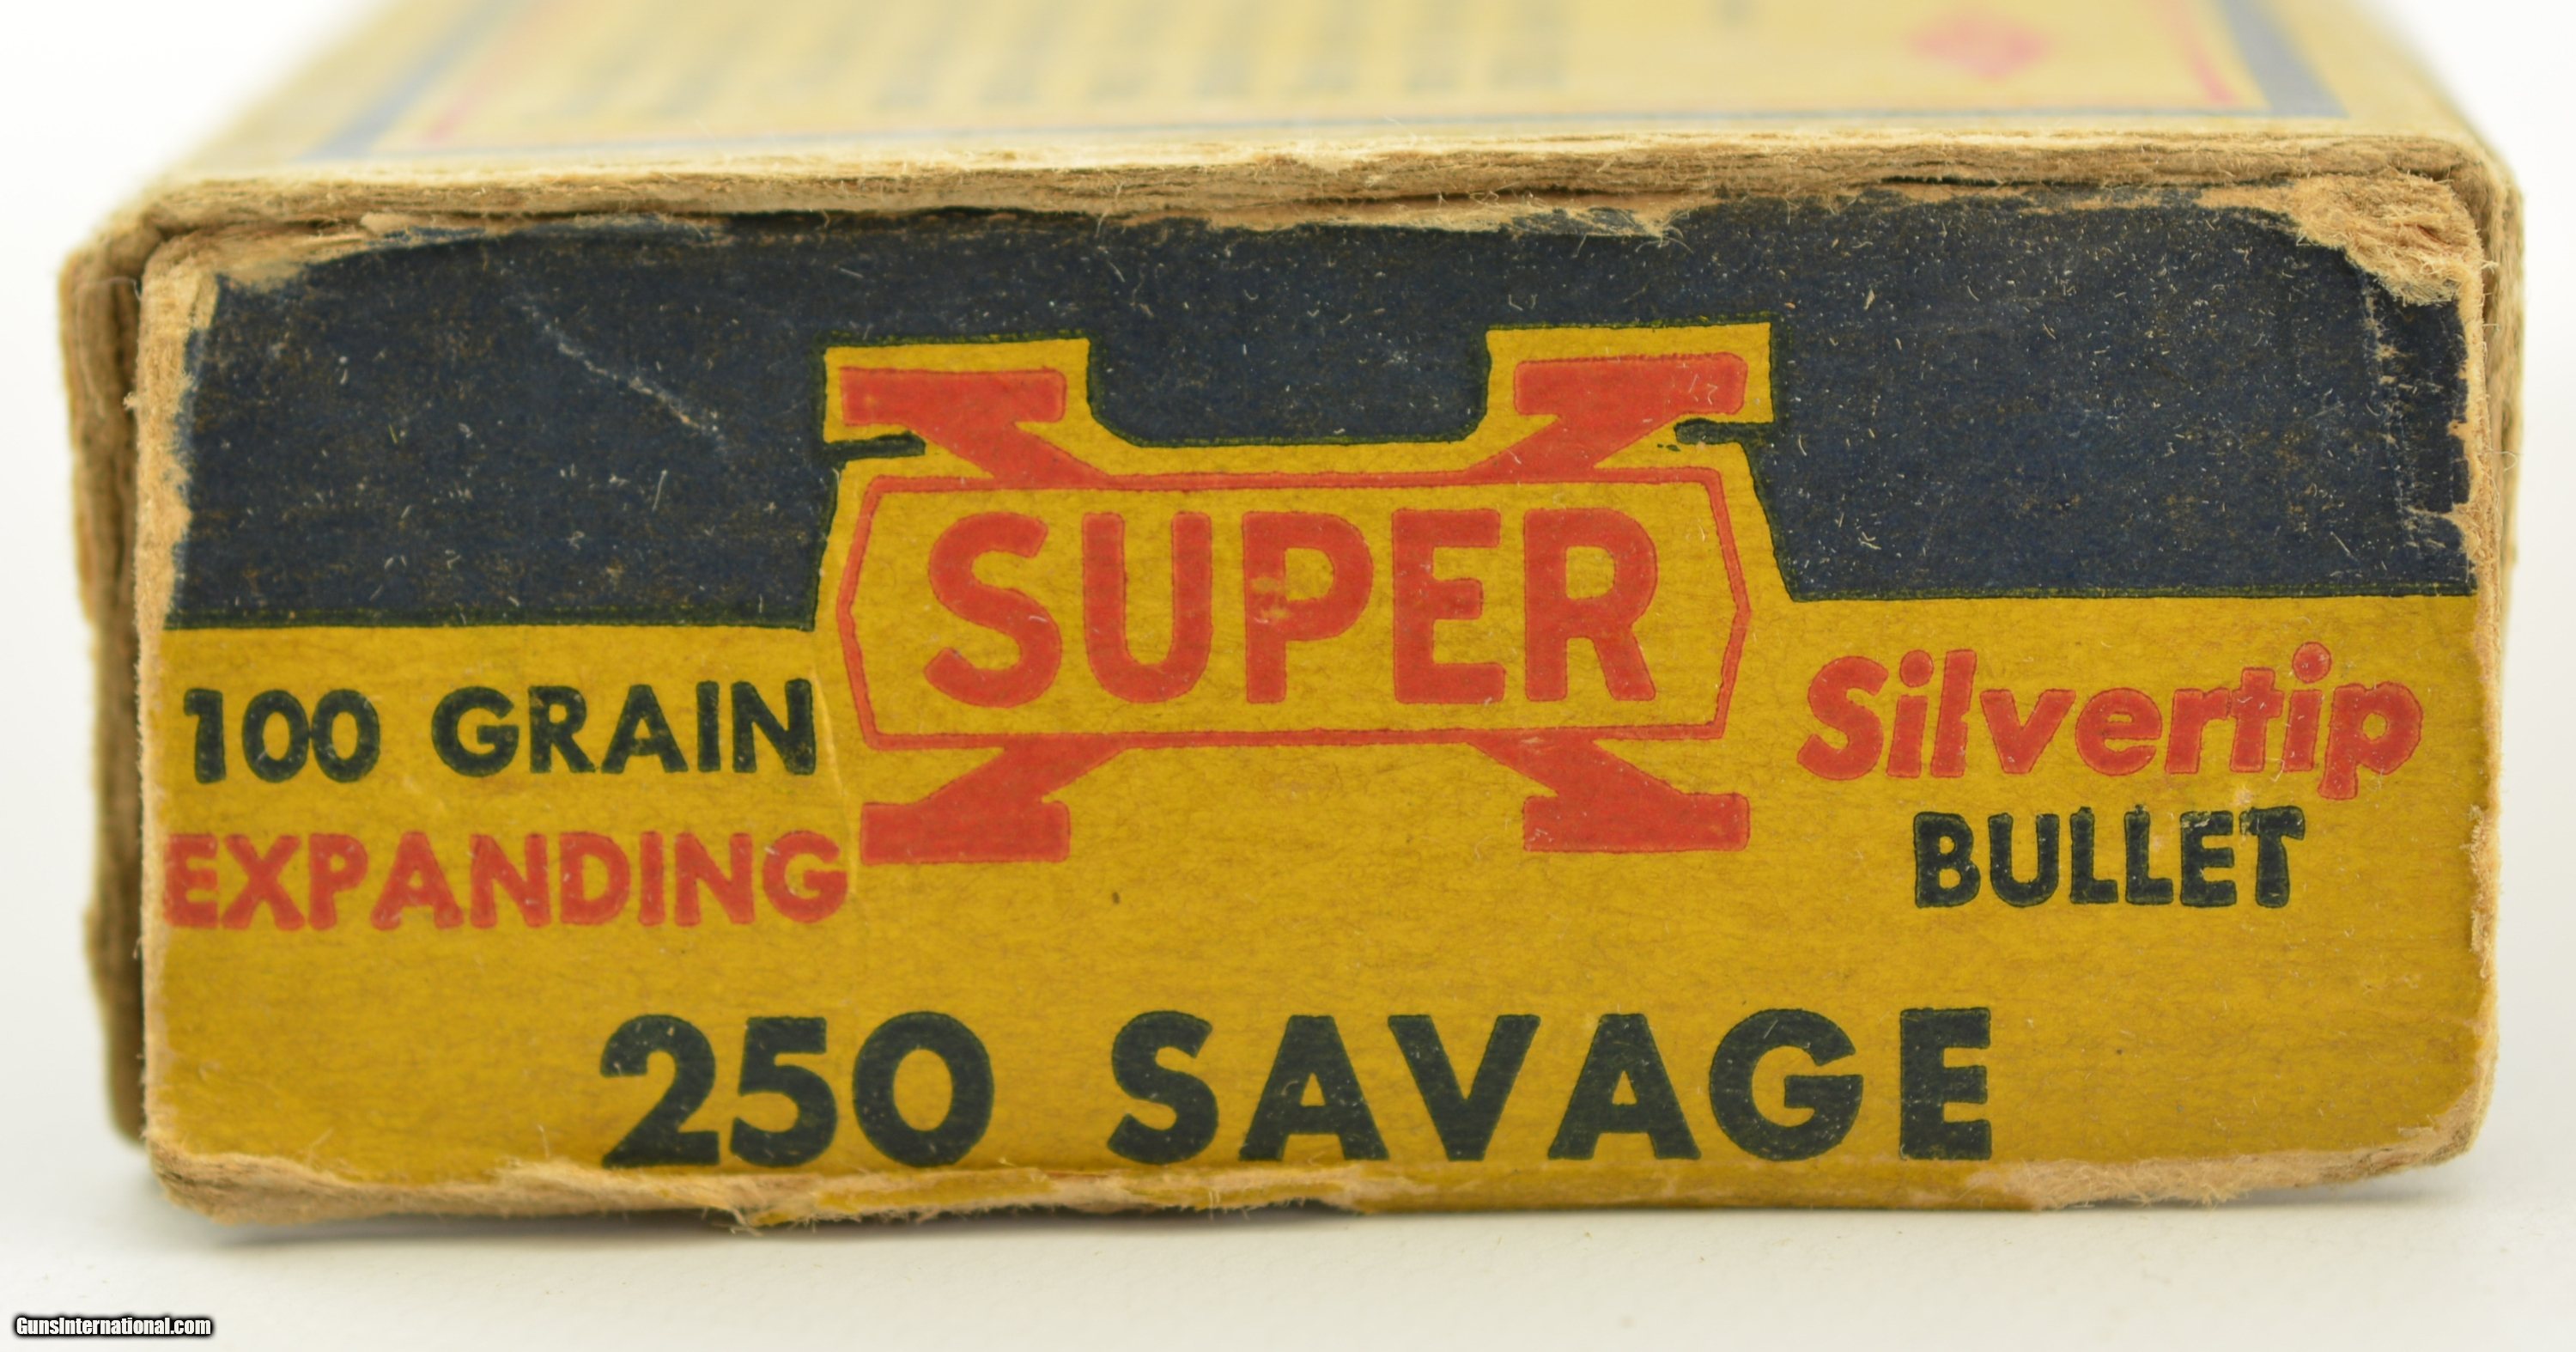 SUPER X
100 GRAIN
EXPANDING
Silvertip
BULLET
250 SAVAGE
GunsInternational.com